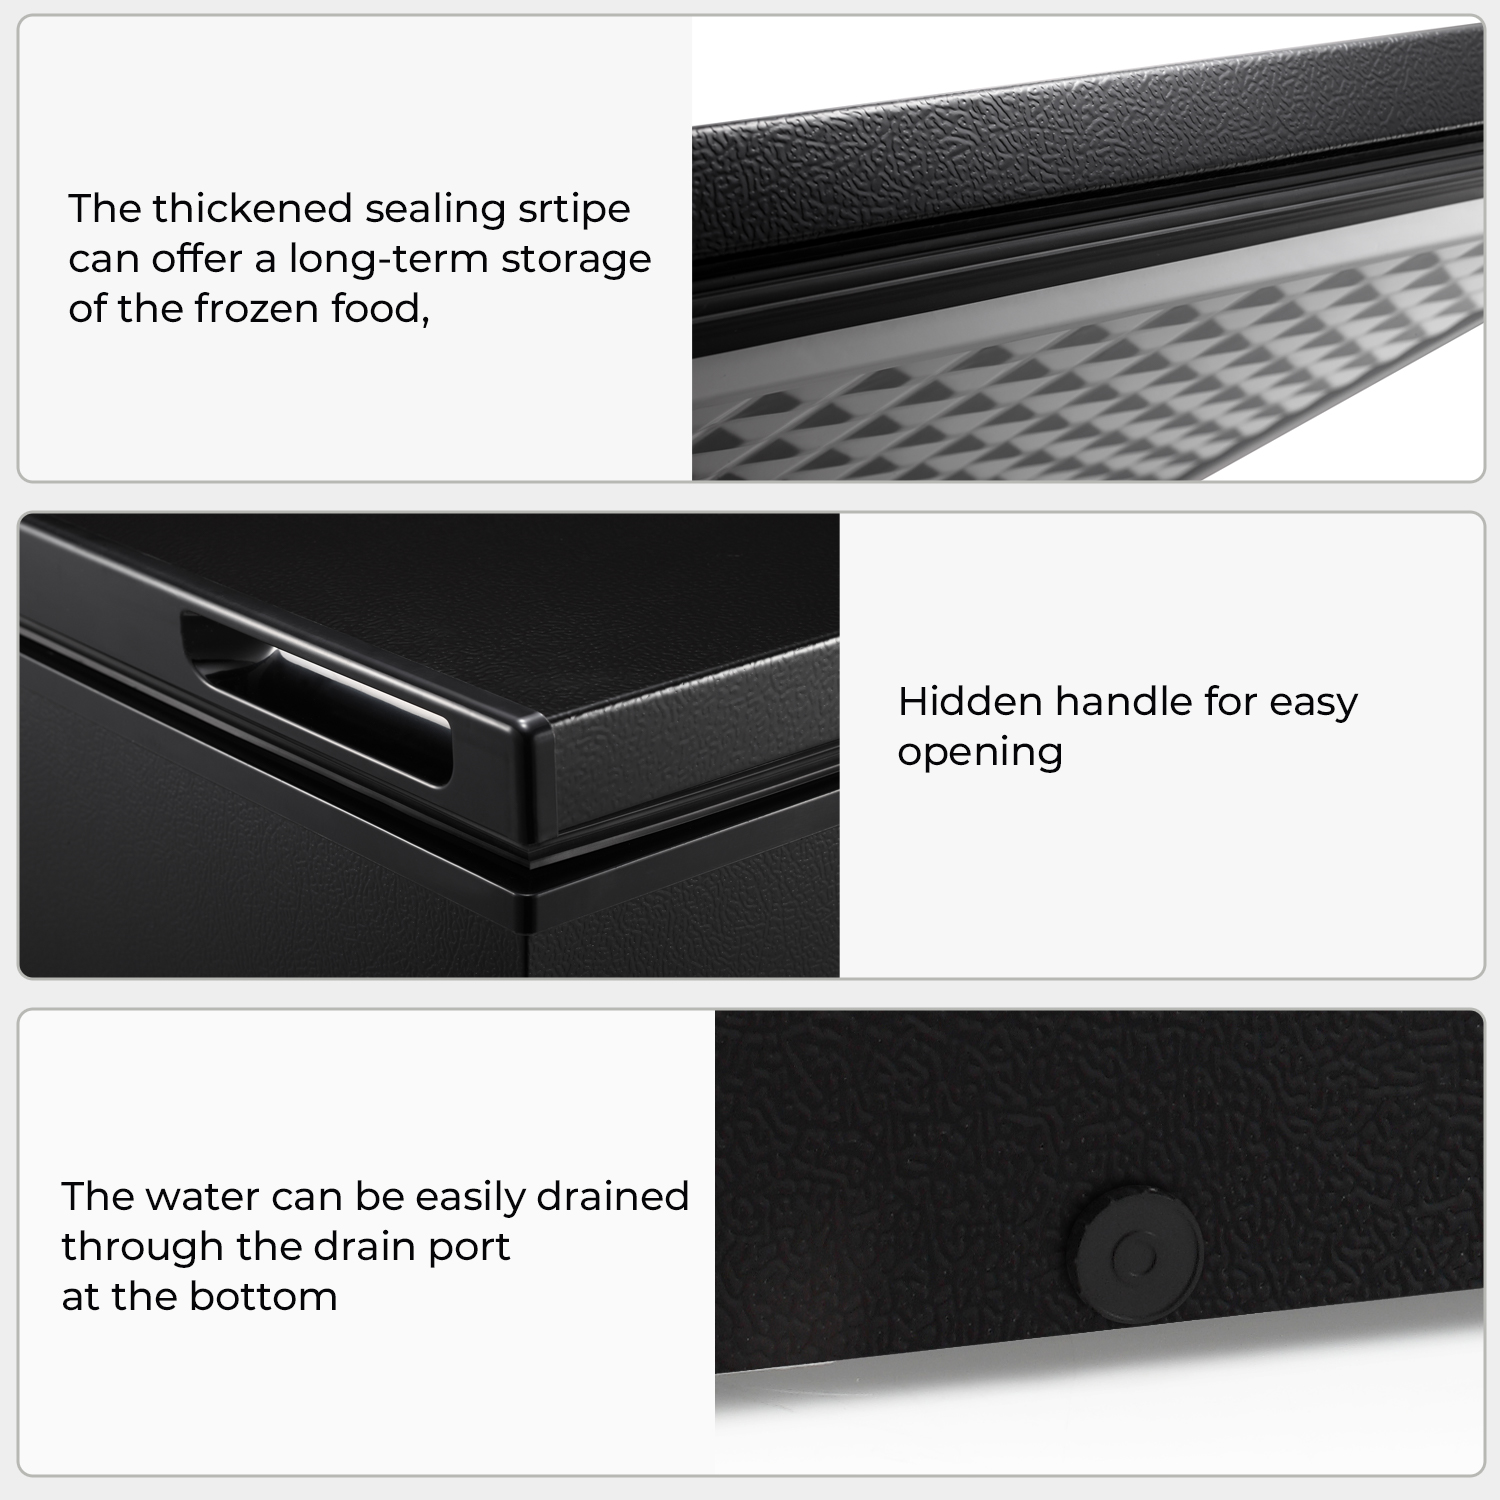 The thickened sealing srtipe
can offer a long-term storage
of the frozen food,
Hidden handle for easy
opening
The water can be easily drained
through the drain port
at the bottom